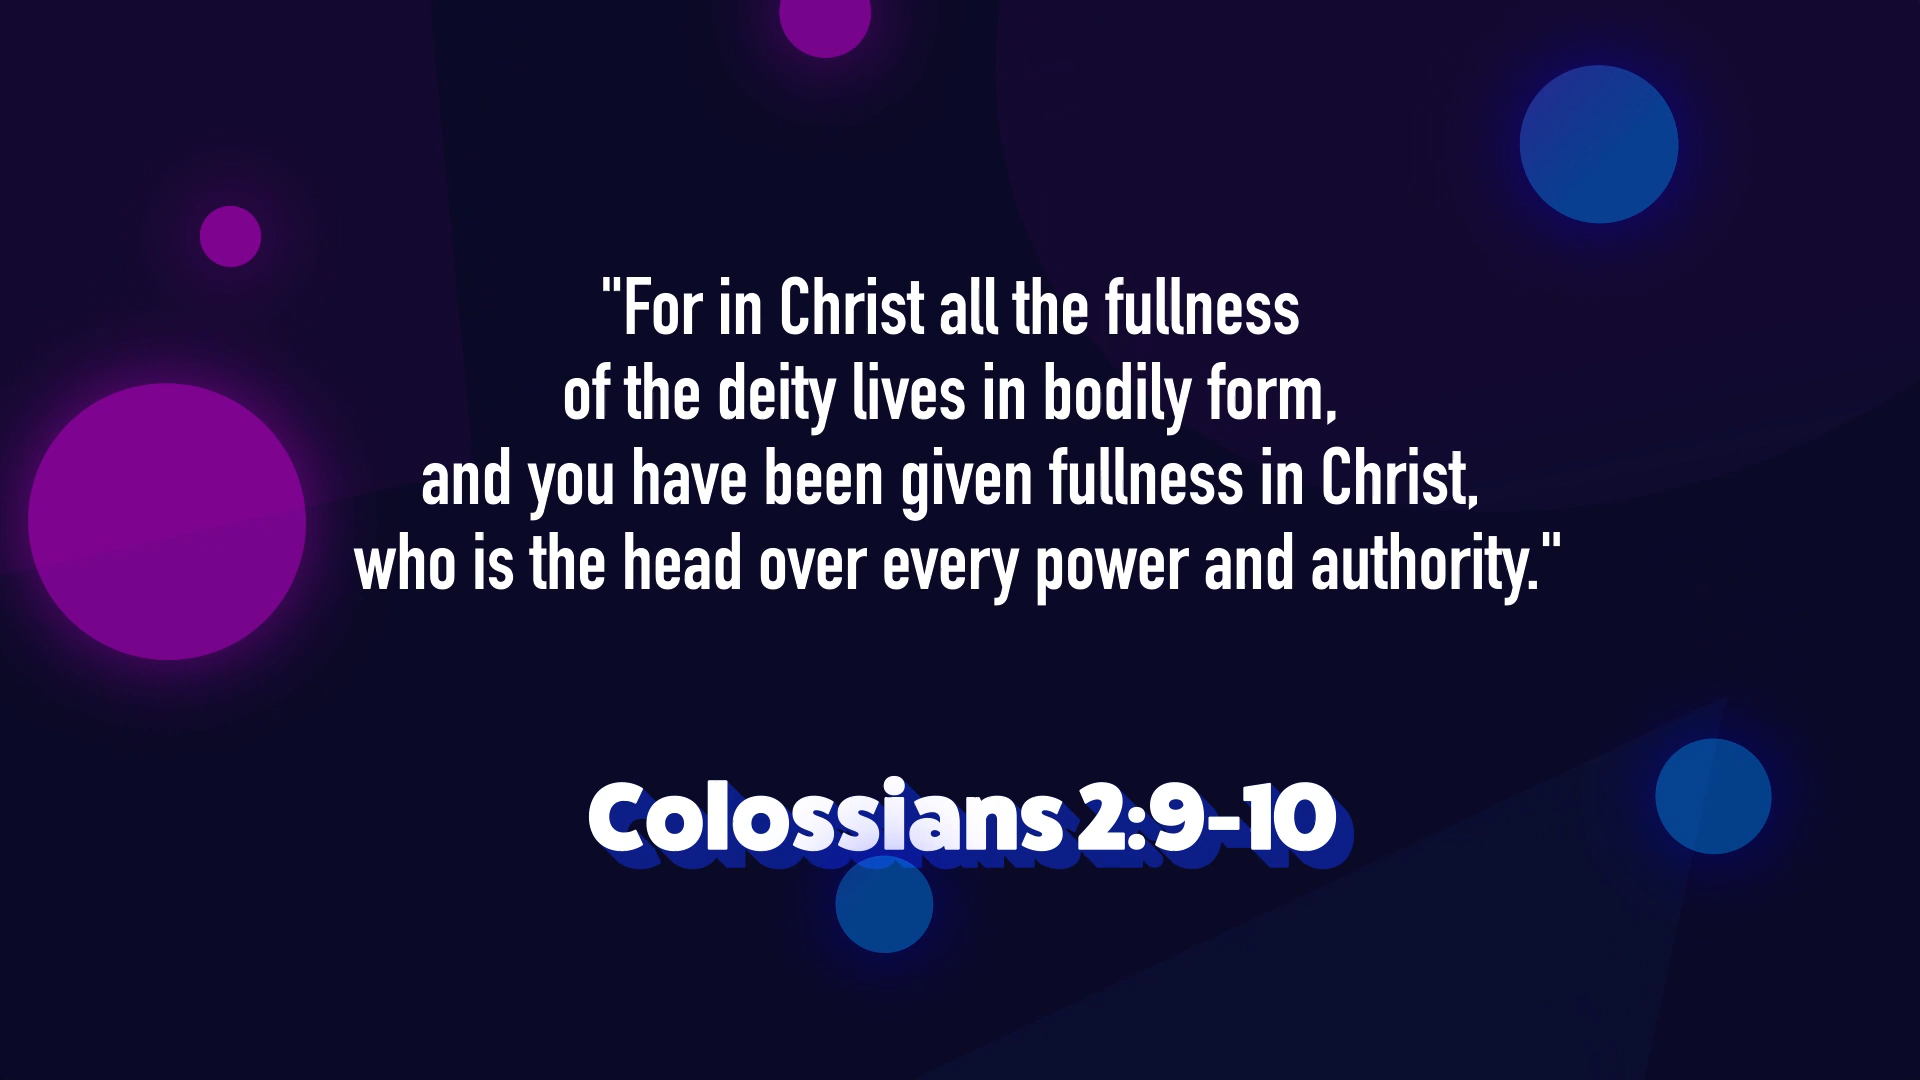 "For in Christ all the fullness
of the deity lives in bodily form,
and you have been given fullness in Christ,
who is the head over every power and authority."
Colossians 2:9-10